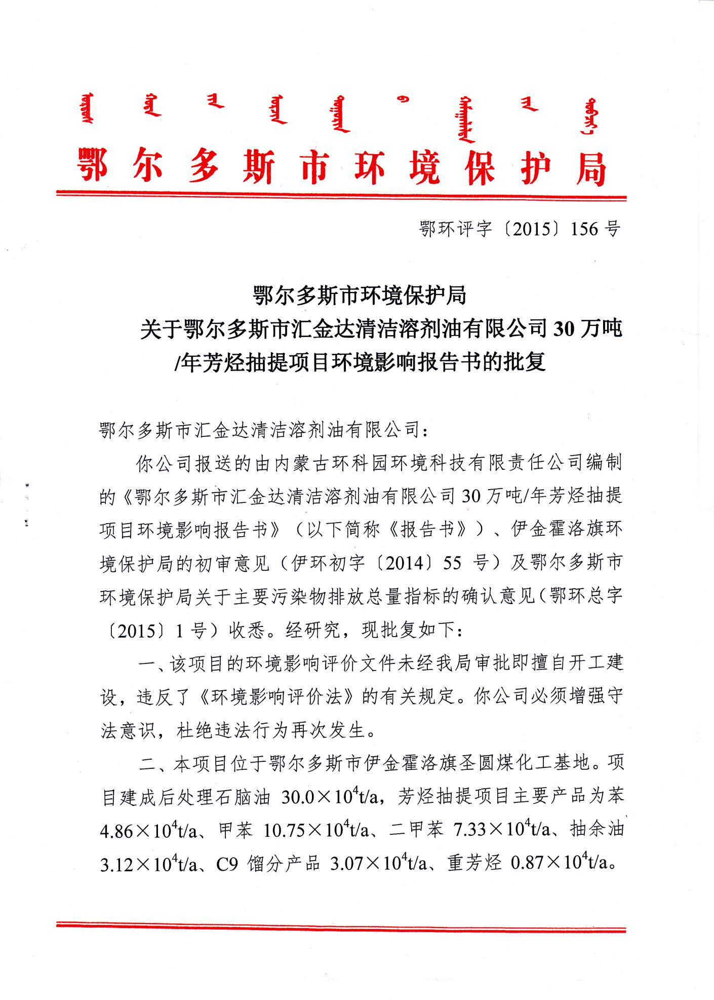 鄂尔多斯市环境保护局
鄂环评字〔2015〕156号
鄂尔多斯市环境保护局
关于鄂尔多斯市汇金达清洁溶剂油有限公司30万吨
/年芳烃抽提项目环境影响报告书的批复
鄂尔多斯市汇金达清洁溶剂油有限公司：
你公司报送的由内蒙古环科园环境科技有限责任公司编制
的《鄂尔多斯市汇金达清洁溶剂油有限公司30万吨/年芳烃抽提
项目环境影响报告书》（以下简称《报告书》）、伊金霍洛旗环
境保护局的初审意见（伊环初字〔2014〕55 号）及鄂尔多斯市
环境保护局关于主要污染物排放总量指标的确认意见（鄂环总字
〔2015〕1号）收悉。经研究，现批复如下：
一、该项目的环境影响评价文件未经我局审批即擅自开工建
设，违反了《环境影响评价法》的有关规定。你公司必须增强守
法意识，杜绝违法行为再次发生。
二、本项目位于鄂尔多斯市伊金霍洛旗圣圆煤化工基地。项
目建成后处理石脑油 30.0×10⁴t/a，芳烃抽提项目主要产品为苯
4.86×10⁴t/a、甲苯 10.75×10⁴t/a、二甲苯 7.33×10⁴t/a、抽余油
3.12×10⁴t/a、C9 馏分产品 3.07×10⁴t/a、重芳烃 0.87×10⁴t/a。